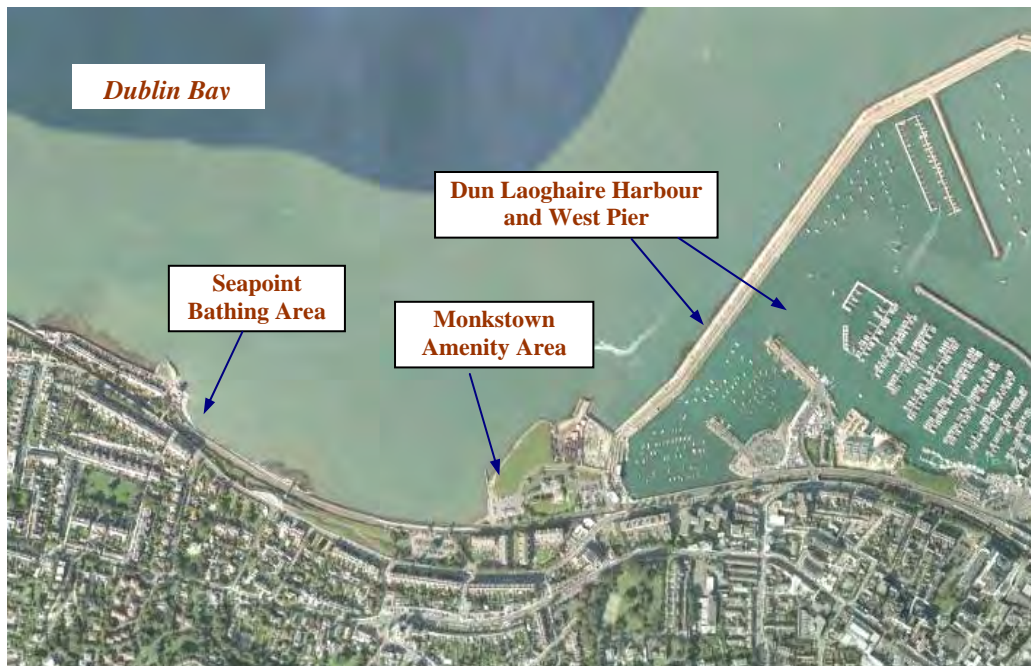 Dublin Bay
Dun Laoghaire Harbour
and West Pier
Seapoint
Bathing Area
Monkstown
Amenity Area